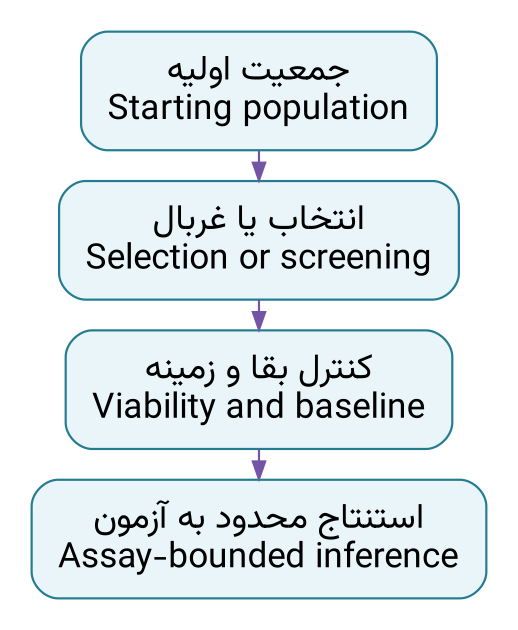 جمعیت اولیه
Starting population
انتخاب یا غربال
Selection or screening
کنترل بقا و زمینه
Viability and baseline
استنتاج محدود به آزمون
Assay-bounded inference